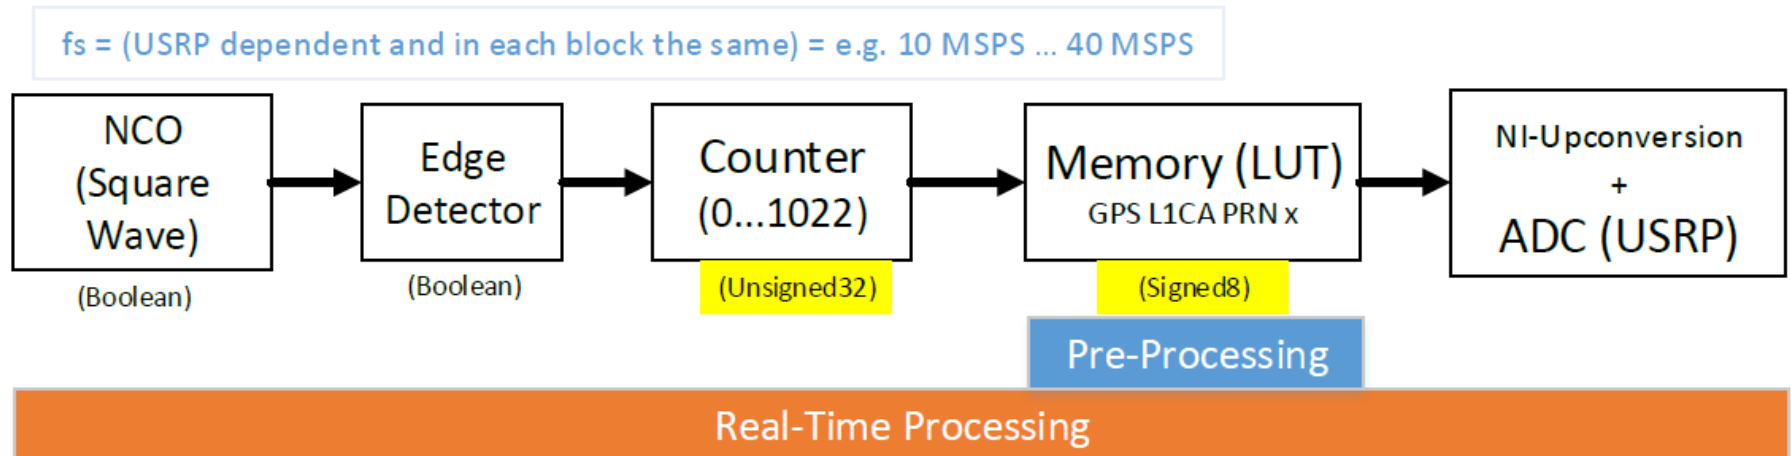 fs = (USRP dependent and in each block the same) = e.g. 10 MSPS ... 40 MSPS
NCO
(Square
Wave)
(Boolean)
Edge
Detector
(Boolean)
Counter
(0...1022)
(Unsigned32)
Memory (LUT)
GPS L1CA PRN x
(Signed8)
NI-Upconversion
+
ADC (USRP)
Pre-Processing
Real-Time Processing